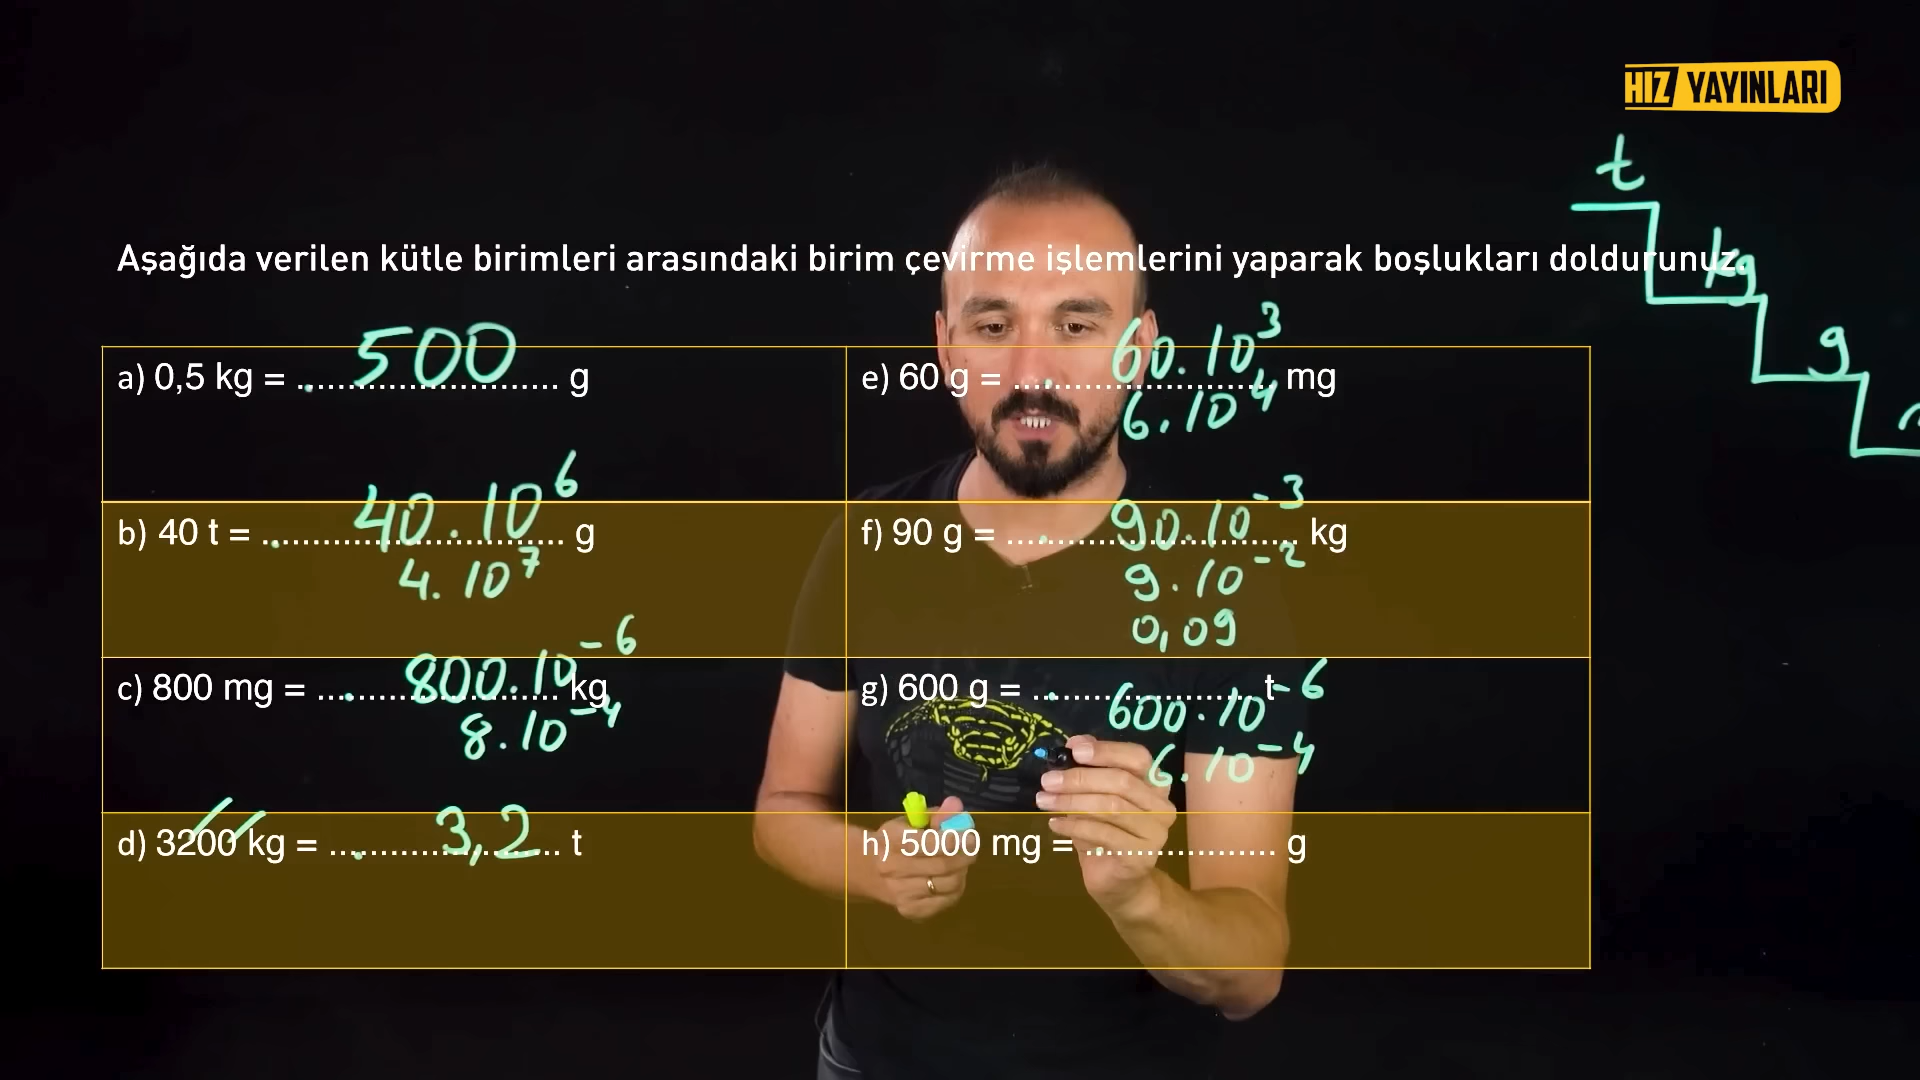 HIZ YAYINLARI
t
kg
g
Aşağıda verilen kütle birimleri arasındaki birim çevirme işlemlerini yaparak boşlukları doldurunuz.
a) 0,5 kg = .......................... g
500
b) 40 t = .............................. g
40.10⁶
4.10⁷
c) 800 mg = ........................ kg
800.10⁻⁶
8.10⁻⁴
d) 3200 kg = ....................... t
3,2
e) 60 g = .......................... mg
60.10³
6.10⁴
f) 90 g = ............................. kg
90.10⁻³
9.10⁻²
0,09
g) 600 g = ...................... t
600.10⁻⁶
6.10⁻⁴
h) 5000 mg = ................... g